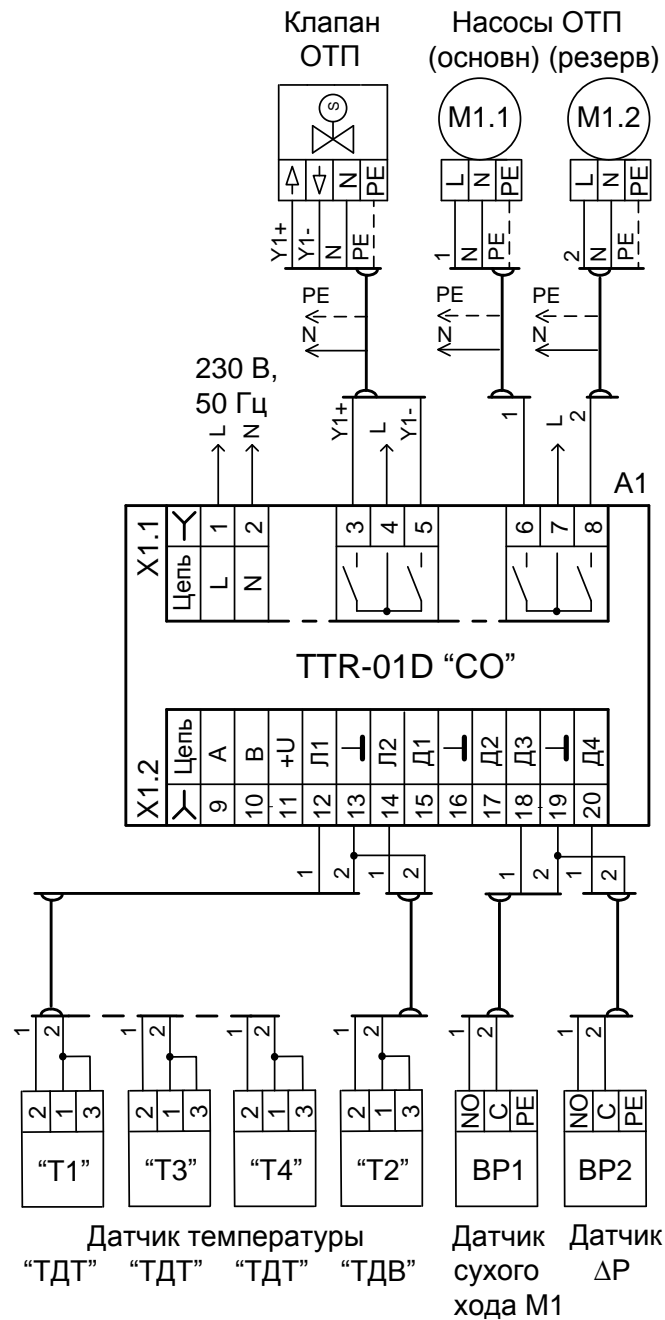 Клапан ОТП
Насосы ОТП
(основн) (резерв)
S
M1.1
M1.2
N PE
L N PE
L N PE
Y1+ Y1- N PE
1 N PE
2 N PE
PE
N
PE
N
PE
N
230 В,
50 Гц
L N
Y1+ L Y1-
1 L 2
A1
X1.1
1 2 3 4 5 6 7 8
Цепь L N
TTR-01D “СО”
X1.2
Цепь A B +U Л1 ⊥ Л2 Д1 ⊥ Д2 Д3 ⊥ Д4
9 10 11 12 13 14 15 16 17 18 19 20
1 2 1 2 1 2 1 2
1 2 1 2 1 2 1 2 1 2 1 2
2 1 3 2 1 3 2 1 3 2 1 3 NO C PE NO C PE
“Т1” “Т3” “Т4” “Т2” BP1 BP2
Датчик температуры
“ТДТ” “ТДТ” “ТДТ” “ТДВ”
Датчик
сухого
хода М1
Датчик
ΔP